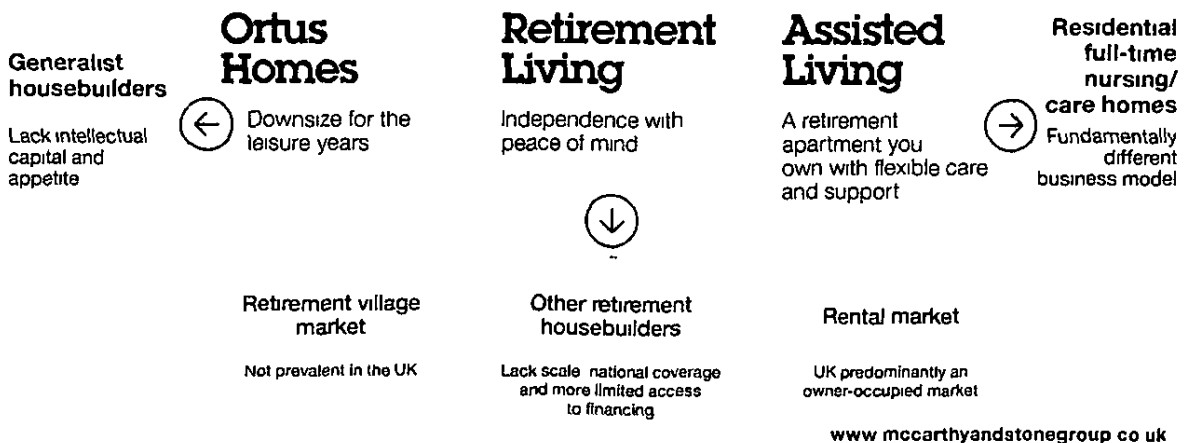 Generalist
housebuilders
Lack intellectual
capital and
appetite
Ortus
Homes
Downsize for the
leisure years
Retirement
Living
Independence with
peace of mind
Assisted
Living
A retirement
apartment you
own with flexible care
and support
Residential
full-time
nursing/
care homes
Fundamentally
different
business model
Retirement village
market
Not prevalent in the UK
Other retirement
housebuilders
Lack scale national coverage
and more limited access
to financing
Rental market
UK predominantly an
owner-occupied market
www mccarthyandstonegroup co uk